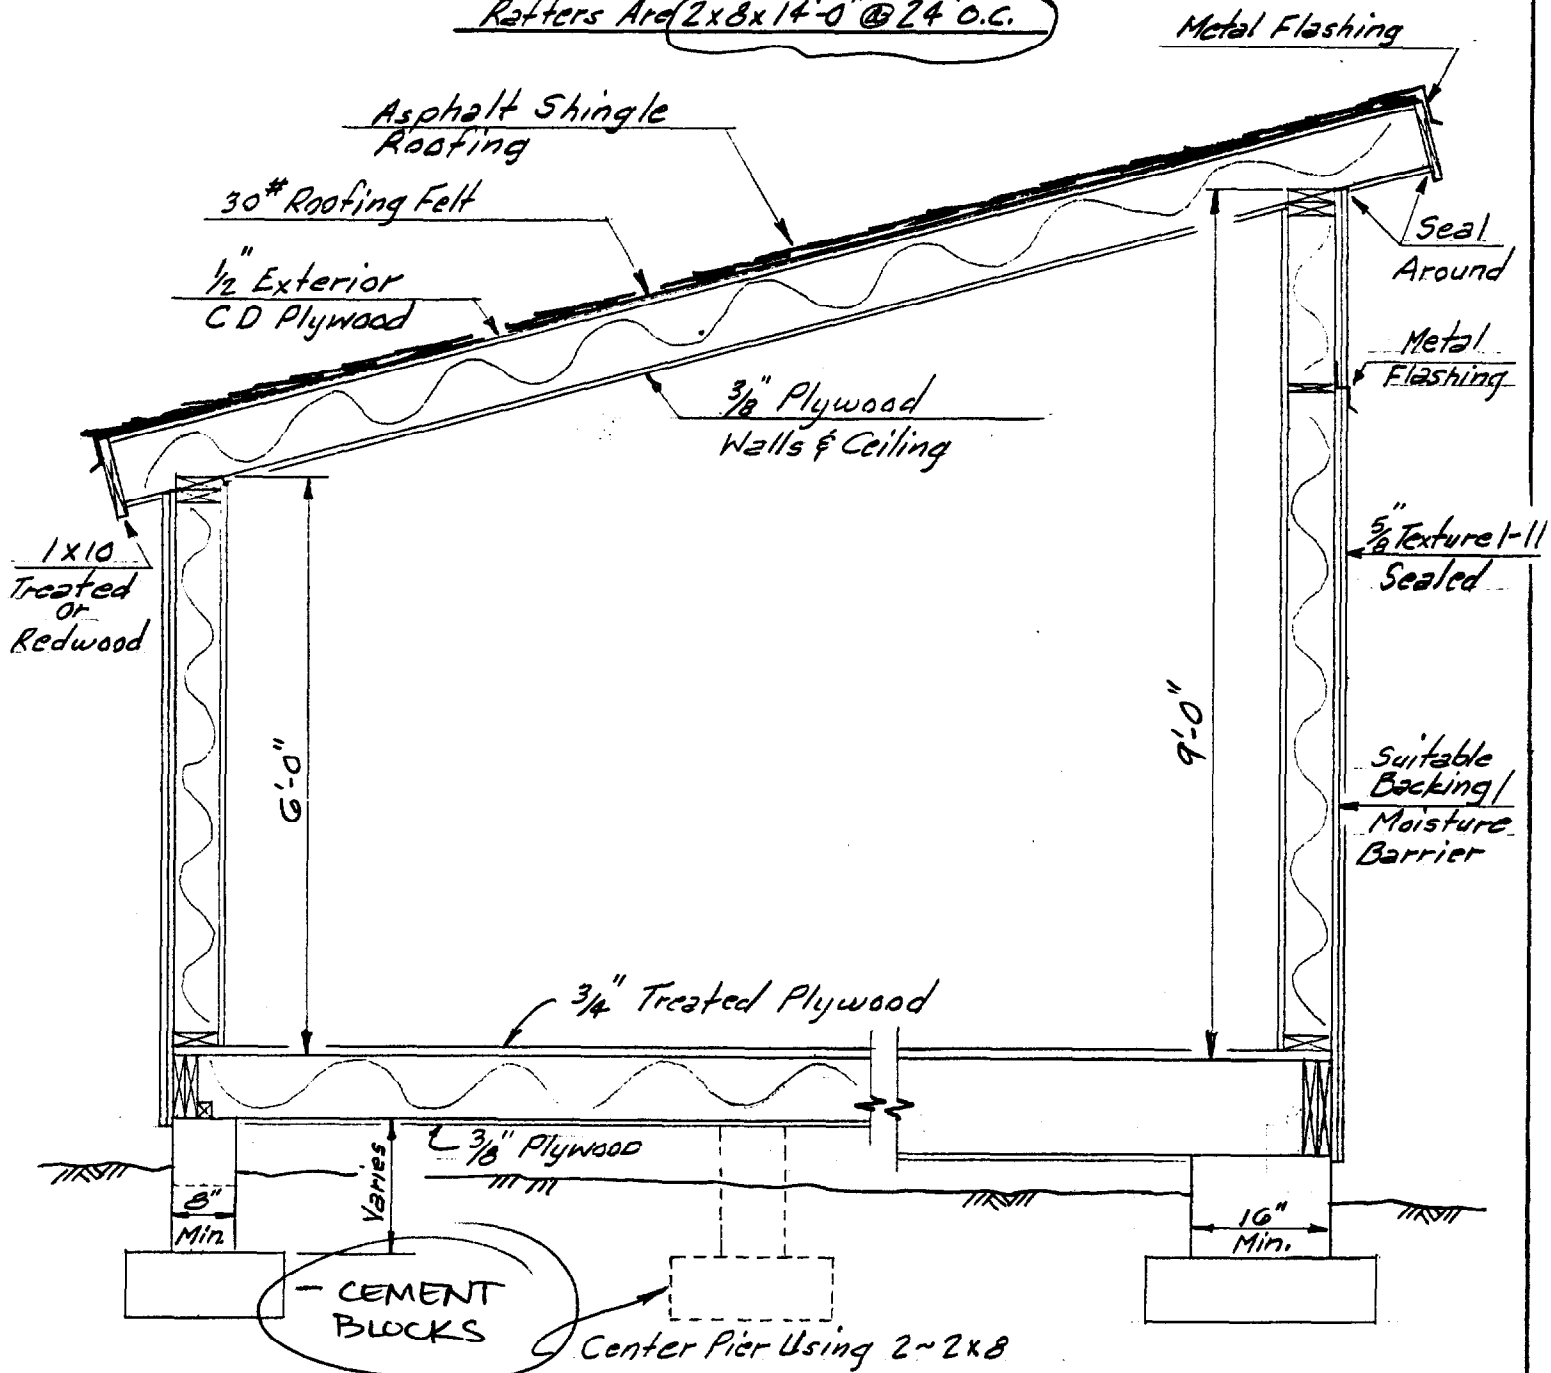 Rafters Are 2x8x14'-0" @ 24" O.C.
Metal Flashing
Asphalt Shingle
Roofing
30# Roofing Felt
1/2" Exterior
CD Plywood
Seal
Around
Metal
Flashing
3/8" Plywood
Walls & Ceiling
1x10
Treated
or
Redwood
5/8" Texture 1-11
Sealed
6'-0"
9'-0"
Suitable
Backing/
Moisture
Barrier
3/4" Treated Plywood
3/8" Plywood
Varies
8"
Min
16"
Min.
- CEMENT
BLOCKS
Center Pier Using 2~2x8